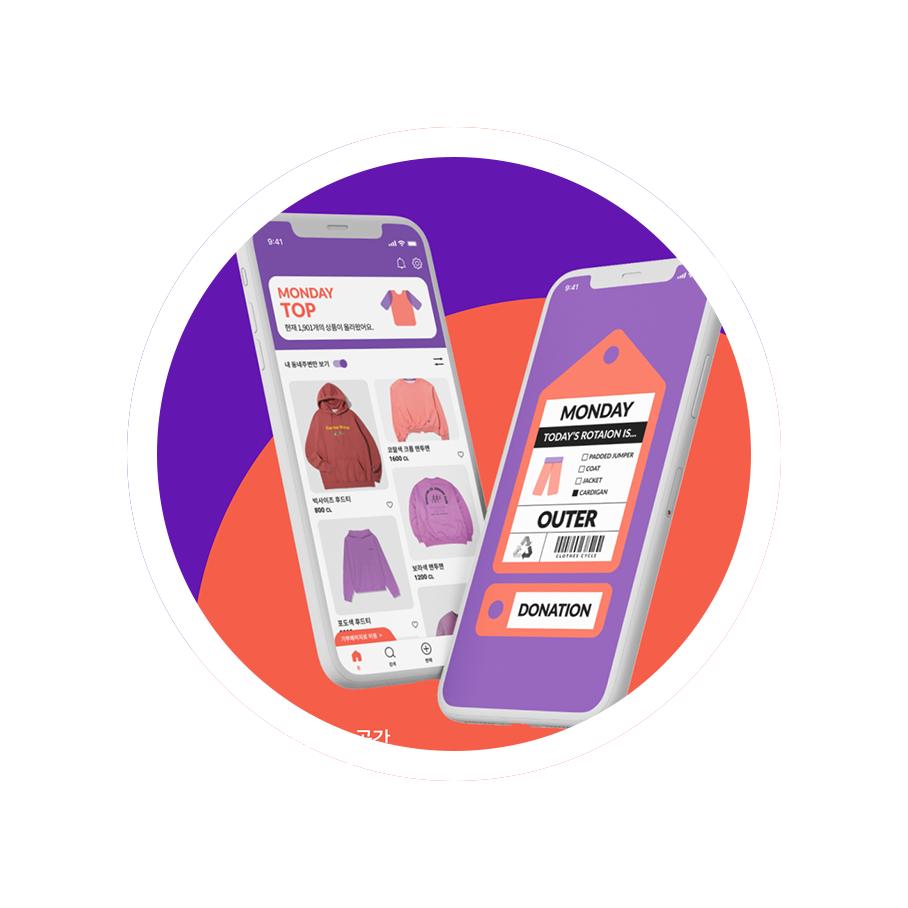 9:41
MONDAY
TOP
현재 1,901개의 상품이 올라왔어요.
내 동네주변만 보기
빅사이즈 후드티
800 CL
코랄색 크롭 맨투맨
1600 CL
포도색 후드티
보라색 맨투맨
1200 CL
기부페이지로 이동 >
홈
검색
판매
9:41
MONDAY
TODAY'S ROTAION IS...
PADDED JUMPER
COAT
JACKET
CARDIGAN
OUTER
CLOTHES CYCLE
DONATION
공간